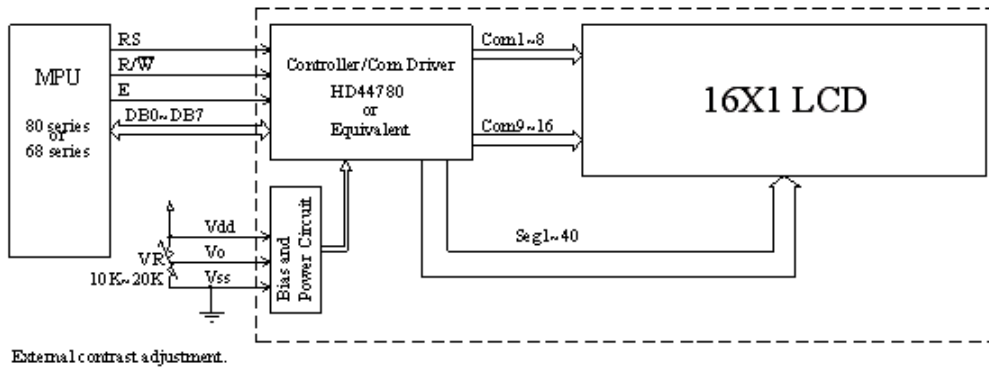 MPU
80 series
or
68 series
RS
R/W̅
E
DB0~DB7
Controller/Com Driver
HD44780
or
Equivalent
Com1~8
Com9~16
16X1 LCD
Seg1~40
Vdd
Vo
Vss
VR
10K~20K
Bias and
Power Circuit
External contrast adjustment.